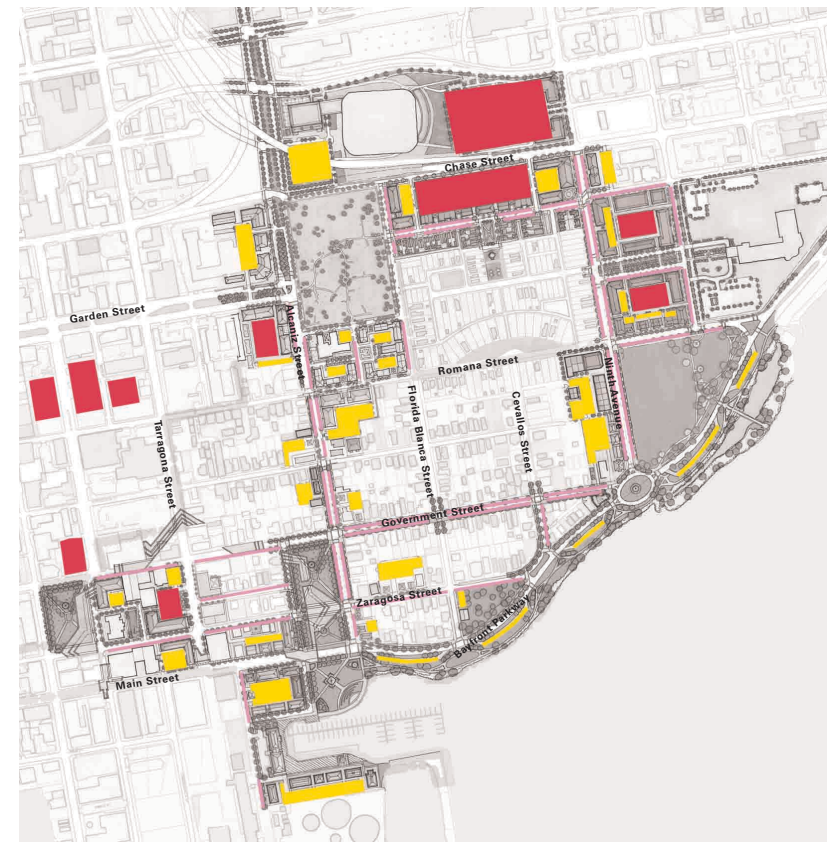 Chase Street
Garden Street
Alcaniz Street
Romana Street
Ninth Avenue
Florida Blanca Street
Cevallos Street
Tarragona Street
Government Street
Zaragosa Street
Bayfront Parkway
Main Street